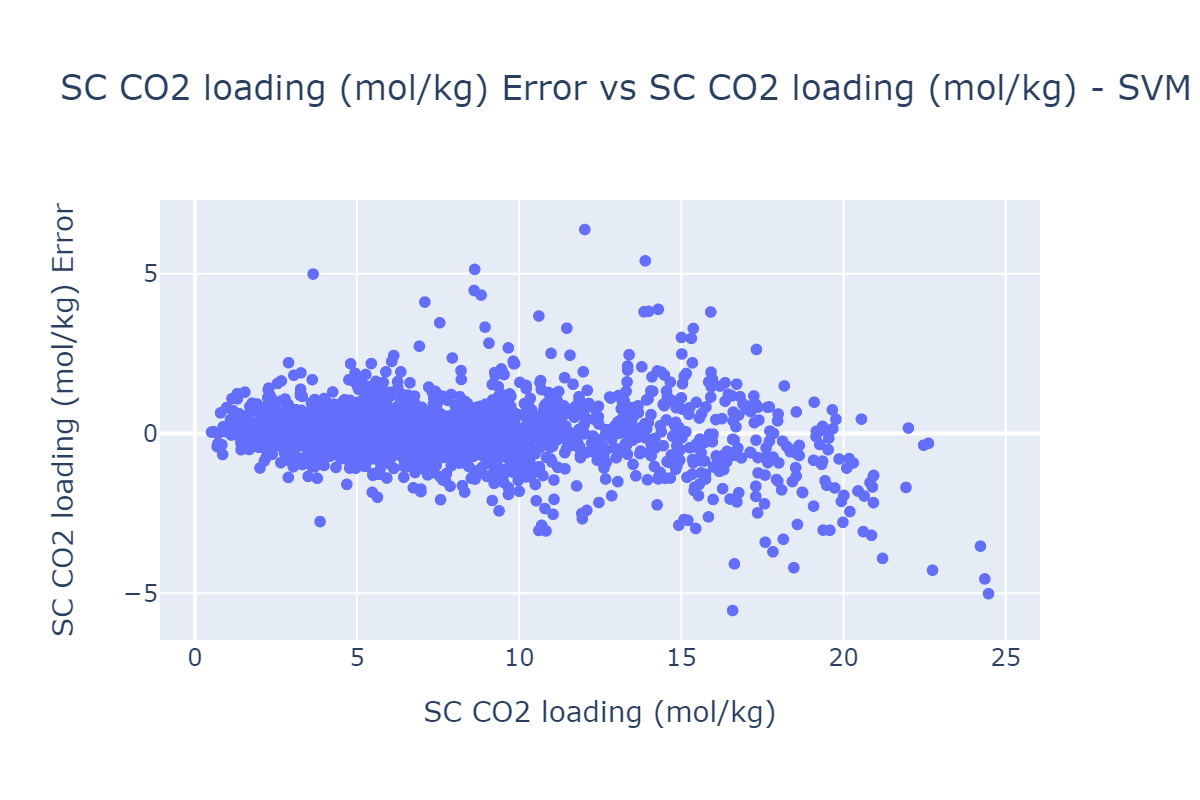 SC CO2 loading (mol/kg) Error vs SC CO2 loading (mol/kg) - SVM
SC CO2 loading (mol/kg) Error
5
0
−5
0 5 10 15 20 25
SC CO2 loading (mol/kg)